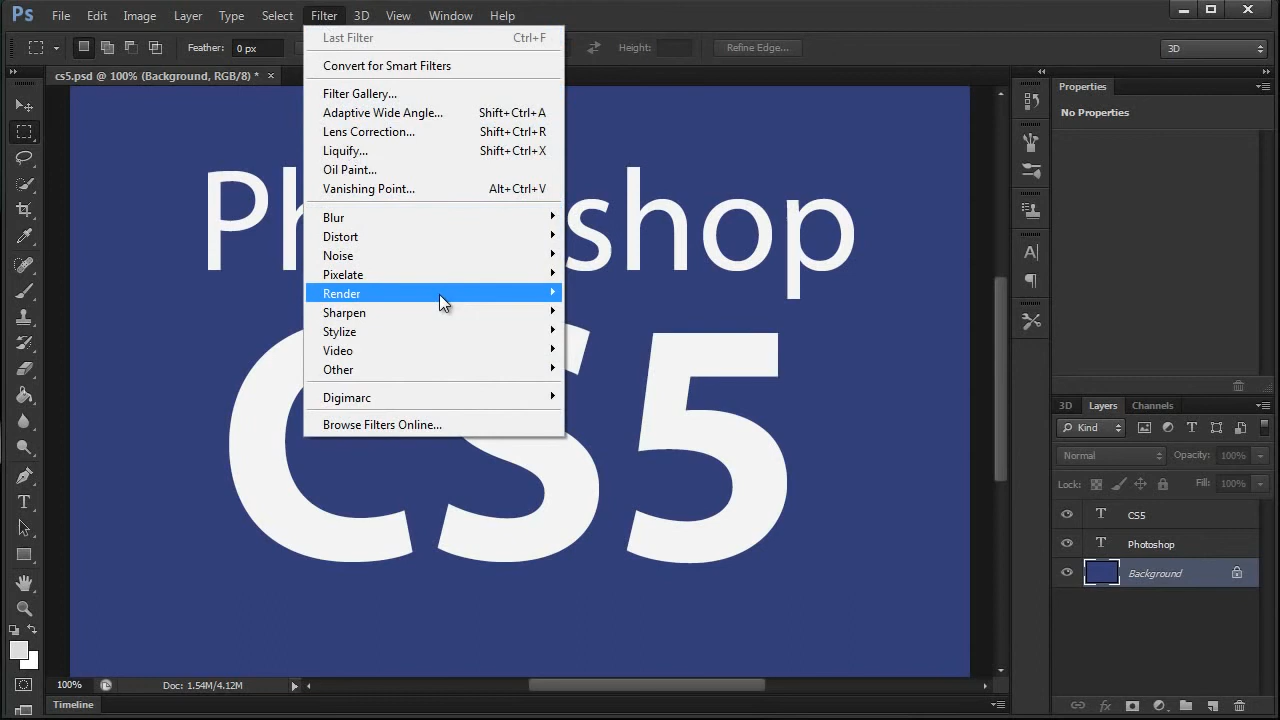 Ps File Edit Image Layer Type Select Filter 3D View Window Help
Feather: 0 px Height: Refine Edge... 3D
cs5.psd @ 100% (Background, RGB/8) * ×
Last Filter Ctrl+F
Convert for Smart Filters
Filter Gallery...
Adaptive Wide Angle... Shift+Ctrl+A
Lens Correction... Shift+Ctrl+R
Liquify... Shift+Ctrl+X
Oil Paint...
Vanishing Point... Alt+Ctrl+V
Blur
Distort
Noise
Pixelate
Render
Sharpen
Stylize
Video
Other
Digimarc
Browse Filters Online...
Ph shop
CS5
Properties
No Properties
3D Layers Channels
Kind
Normal Opacity: 100%
Lock: Fill: 100%
T CS5
T Photoshop
Background
100% Doc: 1.54M/4.12M
Timeline